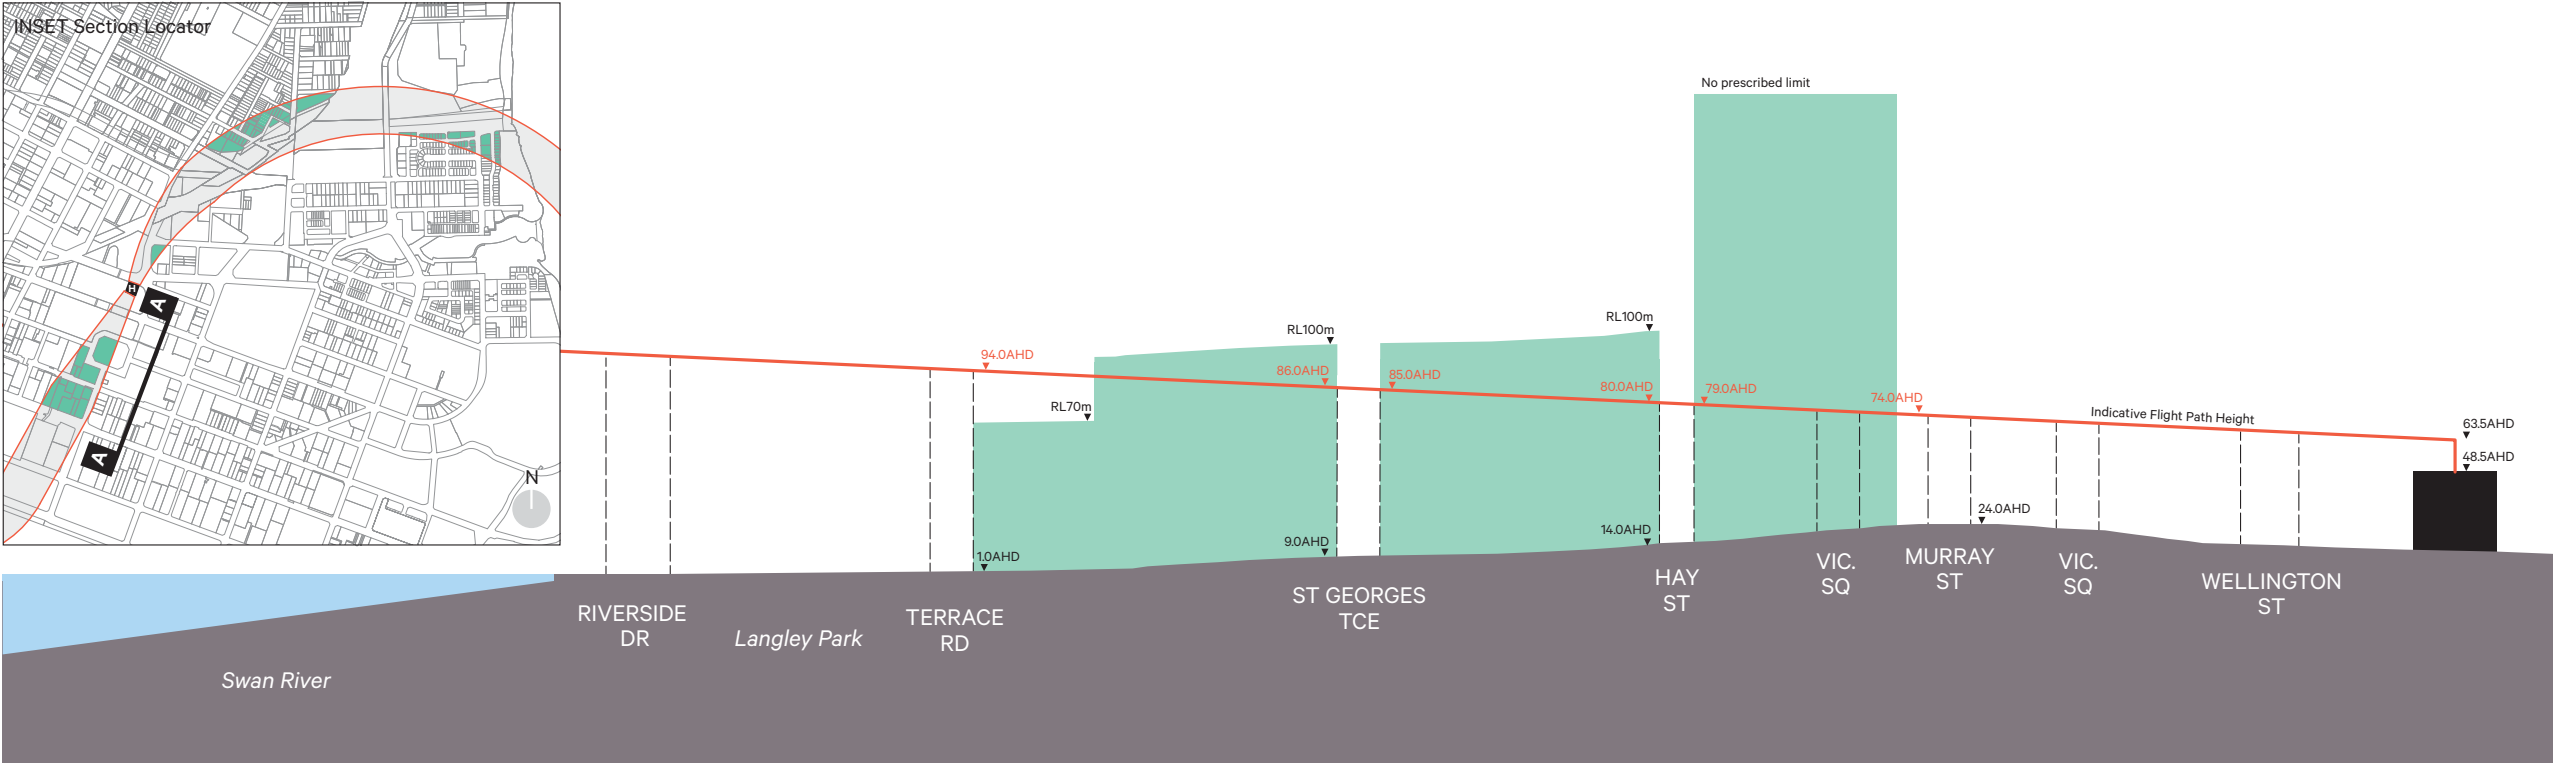 INSET Section Locator
H
A
A
N
No prescribed limit
RL100m
RL100m
94.0AHD
86.0AHD
85.0AHD
80.0AHD
79.0AHD
74.0AHD
RL70m
Indicative Flight Path Height
63.5AHD
48.5AHD
1.0AHD
9.0AHD
14.0AHD
24.0AHD
RIVERSIDE
DR
Langley Park
TERRACE
RD
ST GEORGES
TCE
HAY
ST
VIC.
SQ
MURRAY
ST
VIC.
SQ
WELLINGTON
ST
Swan River